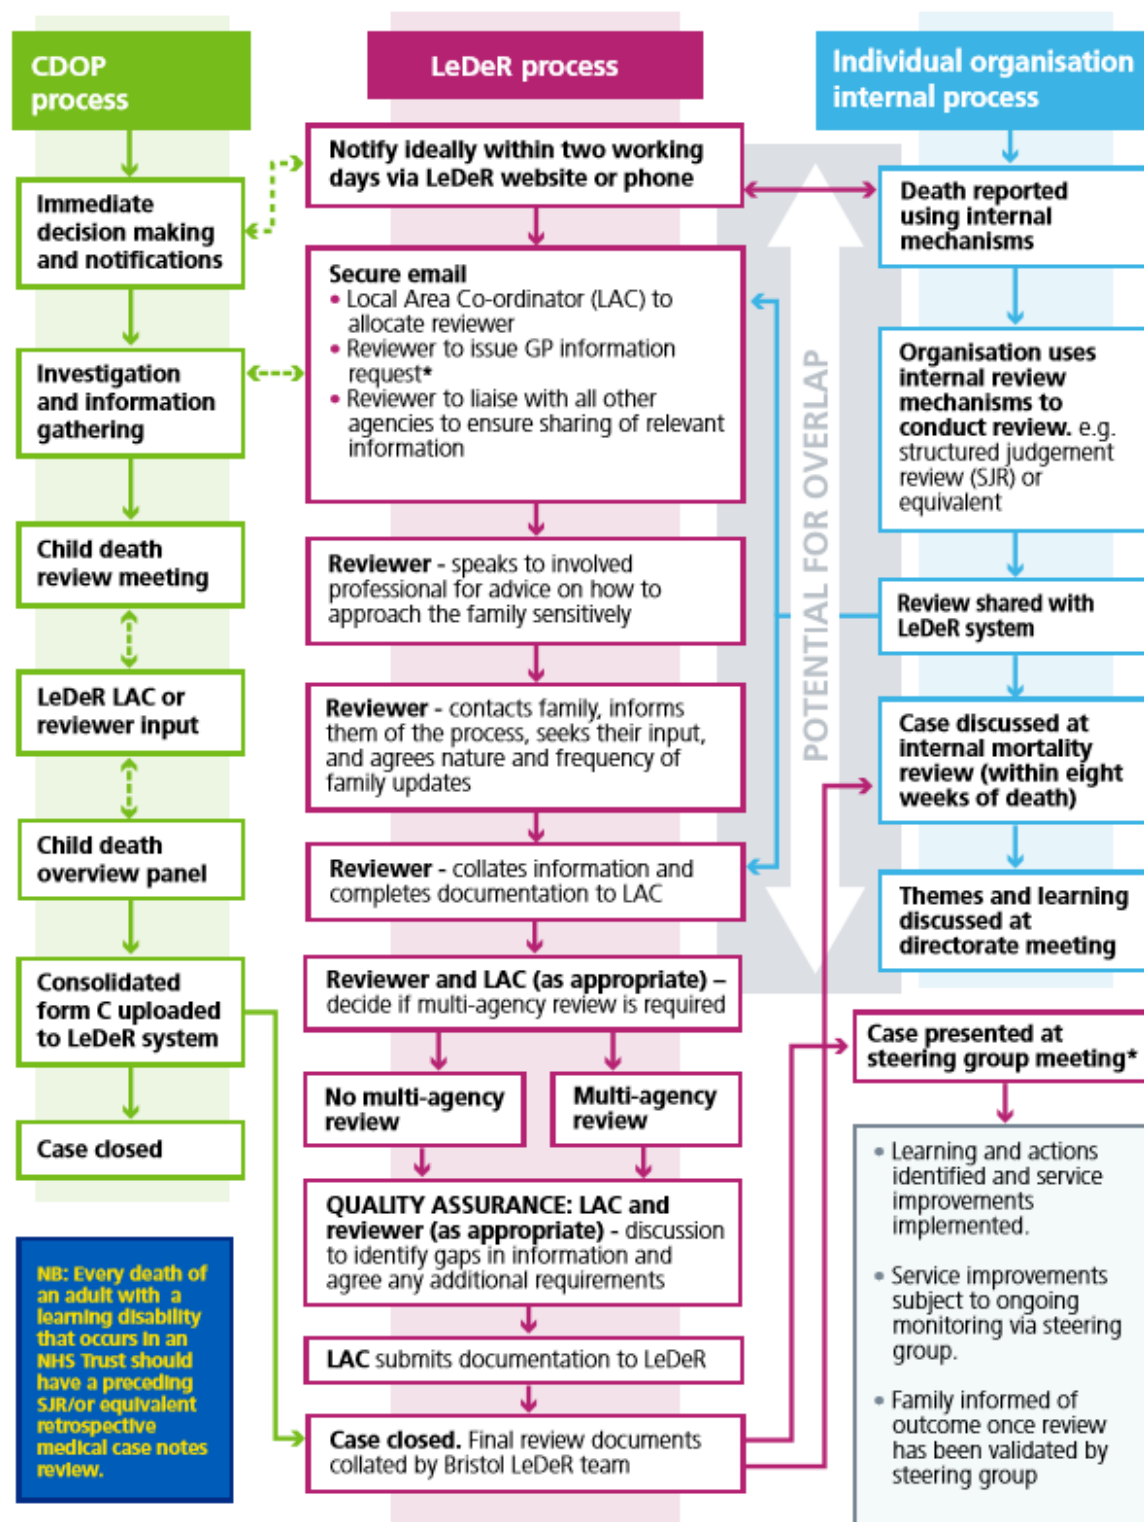 CDOP
process
Immediate
decision making
and notifications
Investigation
and information
gathering
Child death
review meeting
LeDeR LAC or
reviewer input
Child death
overview panel
Consolidated
form C uploaded
to LeDeR system
Case closed
NB: Every death of
an adult with a
learning disability
that occurs in an
NHS Trust should
have a preceding
SJR/or equivalent
retrospective
medical case notes
review.
LeDeR process
Notify ideally within two working
days via LeDeR website or phone
Secure email
• Local Area Co-ordinator (LAC) to
allocate reviewer
• Reviewer to issue GP information
request*
• Reviewer to liaise with all other
agencies to ensure sharing of relevant
information
Reviewer - speaks to involved
professional for advice on how to
approach the family sensitively
Reviewer - contacts family, informs
them of the process, seeks their input,
and agrees nature and frequency of
family updates
Reviewer - collates information and
completes documentation to LAC
Reviewer and LAC (as appropriate) –
decide if multi-agency review is required
No multi-agency
review
Multi-agency
review
QUALITY ASSURANCE: LAC and
reviewer (as appropriate) - discussion
to identify gaps in information and
agree any additional requirements
LAC submits documentation to LeDeR
Case closed. Final review documents
collated by Bristol LeDeR team
POTENTIAL FOR OVERLAP
Individual organisation
internal process
Death reported
using internal
mechanisms
Organisation uses
internal review
mechanisms to
conduct review. e.g.
structured judgement
review (SJR) or
equivalent
Review shared with
LeDeR system
Case discussed at
internal mortality
review (within eight
weeks of death)
Themes and learning
discussed at
directorate meeting
Case presented at
steering group meeting*
• Learning and actions
identified and service
improvements
implemented.
• Service improvements
subject to ongoing
monitoring via steering
group.
• Family informed of
outcome once review
has been validated by
steering group